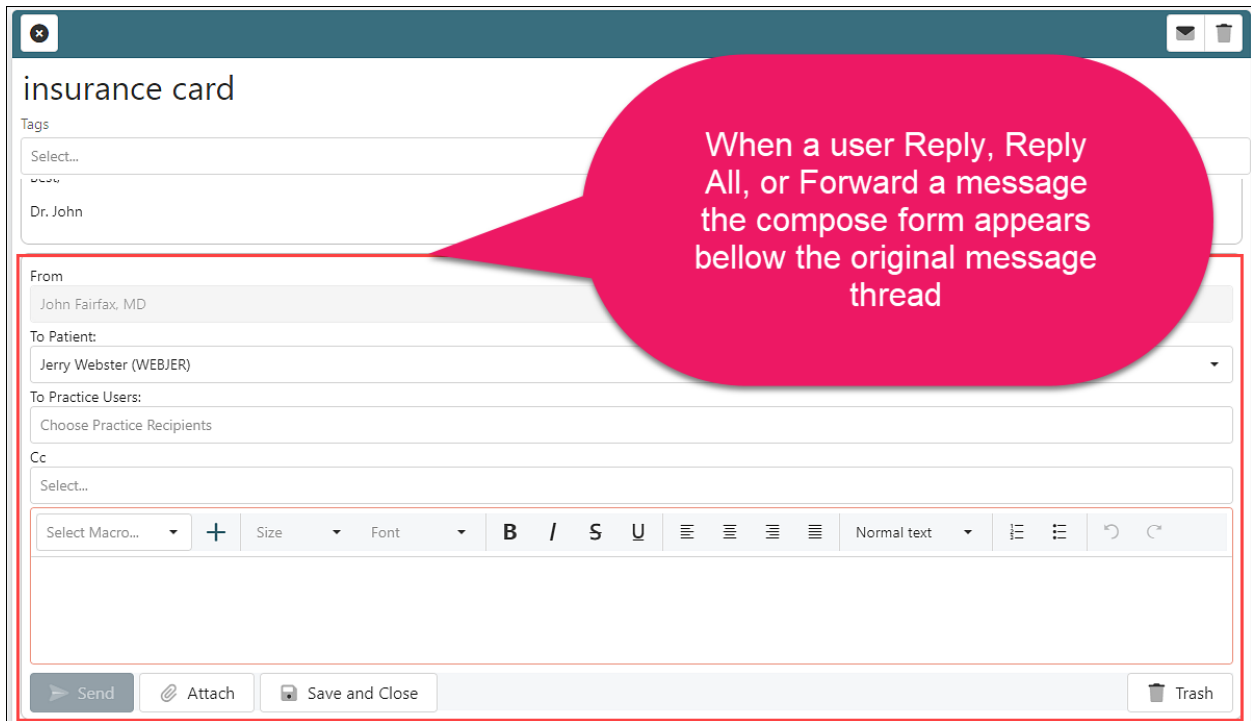 insurance card
Tags
Select...
When a user Reply, Reply
All, or Forward a message
the compose form appears
bellow the original message
thread
Best,
Dr. John
From
John Fairfax, MD
To Patient:
Jerry Webster (WEBJER)
To Practice Users:
Choose Practice Recipients
Cc
Select...
Select Macro... Size Font B I S U Normal text
Send Attach Save and Close Trash